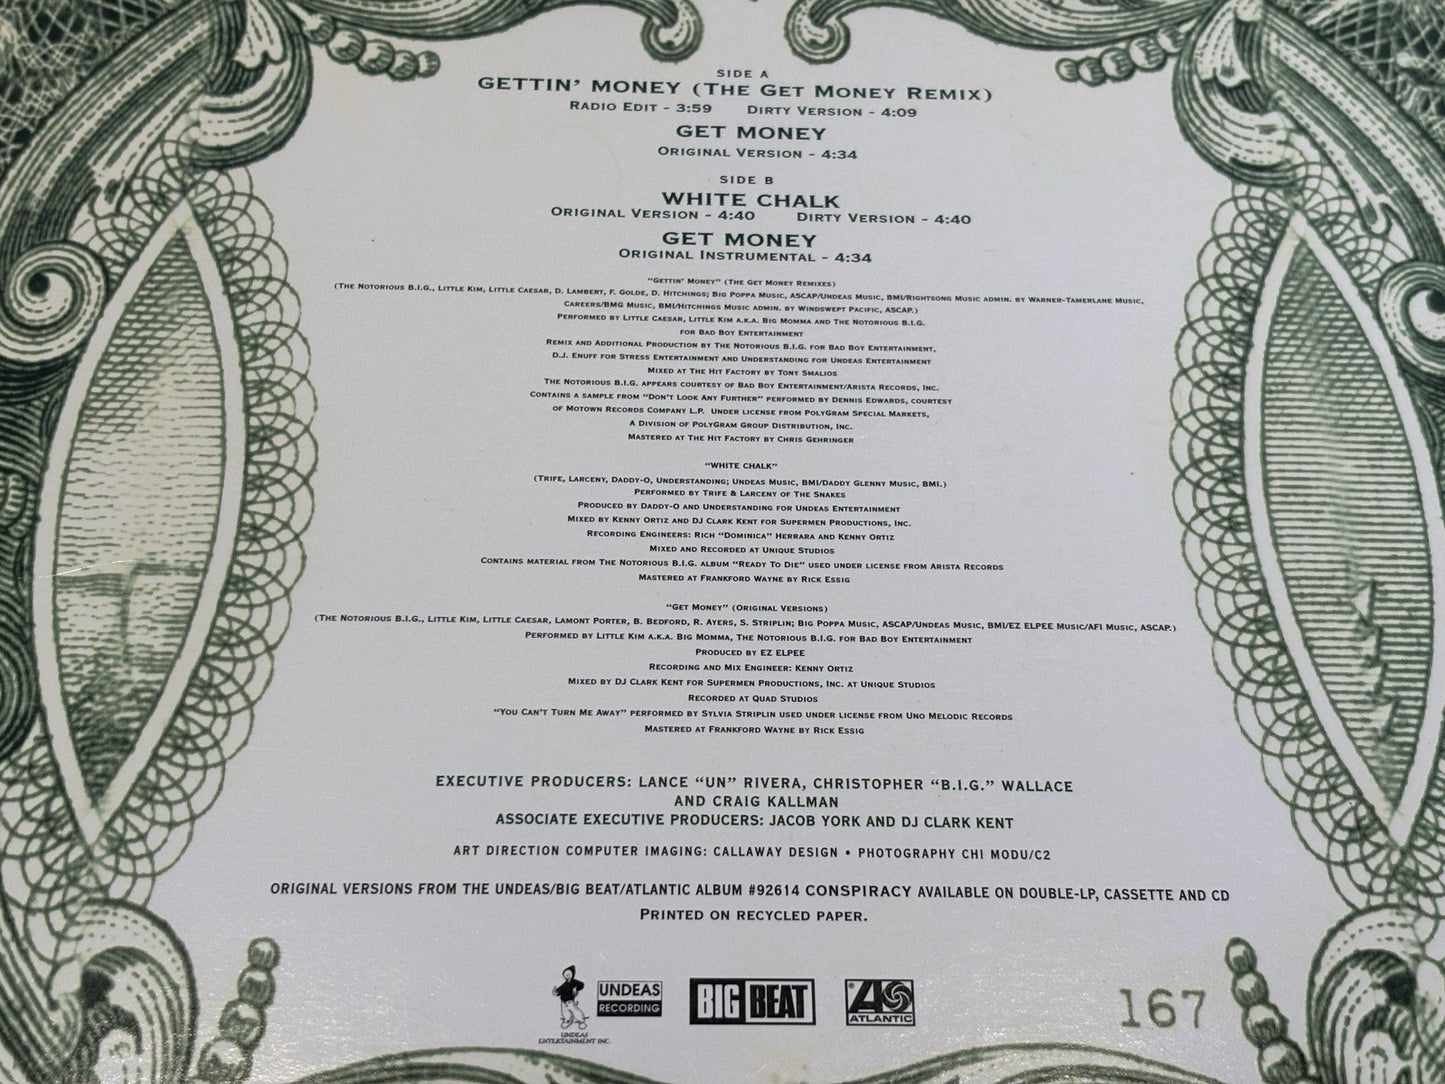 SIDE A
GETTIN' MONEY (THE GET MONEY REMIX)
RADIO EDIT - 3:59 DIRTY VERSION - 4:09
GET MONEY
ORIGINAL VERSION - 4:34
SIDE B
WHITE CHALK
ORIGINAL VERSION - 4:40 DIRTY VERSION - 4:40
GET MONEY
ORIGINAL INSTRUMENTAL - 4:34
"GETTIN' MONEY" (THE GET MONEY REMIXES)
(THE NOTORIOUS B.I.G., LITTLE KIM, LITTLE CAESAR, D. LAMBERT, F. GOLDE, D. HITCHINGS; BIG POPPA MUSIC, ASCAP/UNDEAS MUSIC, BMI/RIGHTSONG MUSIC ADMIN. BY WARNER-TAMERLANE MUSIC,
CAREERS/BMG MUSIC, BMI/HITCHINGS MUSIC ADMIN. BY WINDSWEPT PACIFIC, ASCAP.)
PERFORMED BY LITTLE CAESAR, LITTLE KIM A.K.A. BIG MOMMA AND THE NOTORIOUS B.I.G.
FOR BAD BOY ENTERTAINMENT
REMIX AND ADDITIONAL PRODUCTION BY THE NOTORIOUS B.I.G. FOR BAD BOY ENTERTAINMENT,
D.J. ENUFF FOR STRESS ENTERTAINMENT AND UNDERSTANDING FOR UNDEAS ENTERTAINMENT
MIXED AT THE HIT FACTORY BY TONY SMALIOS
THE NOTORIOUS B.I.G. APPEARS COURTESY OF BAD BOY ENTERTAINMENT/ARISTA RECORDS, INC.
CONTAINS A SAMPLE FROM "DON'T LOOK ANY FURTHER" PERFORMED BY DENNIS EDWARDS, COURTESY
OF MOTOWN RECORDS COMPANY L.P. UNDER LICENSE FROM POLYGRAM SPECIAL MARKETS,
A DIVISION OF POLYGRAM GROUP DISTRIBUTION, INC.
MASTERED AT THE HIT FACTORY BY CHRIS GEHRINGER
"WHITE CHALK"
(TRIFE, LARCENY, DADDY-O, UNDERSTANDING; UNDEAS MUSIC, BMI/DADDY GLENNY MUSIC, BMI.)
PERFORMED BY TRIFE & LARCENY OF THE SNAKES
PRODUCED BY DADDY-O AND UNDERSTANDING FOR UNDEAS ENTERTAINMENT
MIXED BY KENNY ORTIZ AND DJ CLARK KENT FOR SUPERMEN PRODUCTIONS, INC.
RECORDING ENGINEERS: RICH "DOMINICA" HERRARA AND KENNY ORTIZ
MIXED AND RECORDED AT UNIQUE STUDIOS
CONTAINS MATERIAL FROM THE NOTORIOUS B.I.G. ALBUM "READY TO DIE" USED UNDER LICENSE FROM ARISTA RECORDS
MASTERED AT FRANKFORD WAYNE BY RICK ESSIG
"GET MONEY" (ORIGINAL VERSIONS)
(THE NOTORIOUS B.I.G., LITTLE KIM, LITTLE CAESAR, LAMONT PORTER, B. BEDFORD, R. AYERS, S. STRIPLIN; BIG POPPA MUSIC, ASCAP/UNDEAS MUSIC, BMI/EZ ELPEE MUSIC/AFI MUSIC, ASCAP.)
PERFORMED BY LITTLE KIM A.K.A. BIG MOMMA, THE NOTORIOUS B.I.G. FOR BAD BOY ENTERTAINMENT
PRODUCED BY EZ ELPEE
RECORDING AND MIX ENGINEER: KENNY ORTIZ
MIXED BY DJ CLARK KENT FOR SUPERMEN PRODUCTIONS, INC. AT UNIQUE STUDIOS
RECORDED AT QUAD STUDIOS
"YOU CAN'T TURN ME AWAY" PERFORMED BY SYLVIA STRIPLIN USED UNDER LICENSE FROM UNO MELODIC RECORDS
MASTERED AT FRANKFORD WAYNE BY RICK ESSIG
EXECUTIVE PRODUCERS: LANCE "UN" RIVERA, CHRISTOPHER "B.I.G." WALLACE
AND CRAIG KALLMAN
ASSOCIATE EXECUTIVE PRODUCERS: JACOB YORK AND DJ CLARK KENT
ART DIRECTION COMPUTER IMAGING: CALLAWAY DESIGN • PHOTOGRAPHY CHI MODU/C2
ORIGINAL VERSIONS FROM THE UNDEAS/BIG BEAT/ATLANTIC ALBUM #92614 CONSPIRACY AVAILABLE ON DOUBLE-LP, CASSETTE AND CD
PRINTED ON RECYCLED PAPER.
UNDEAS
ENTERTAINMENT INC.
UNDEAS
RECORDING
BIG BEAT
ATLANTIC
167